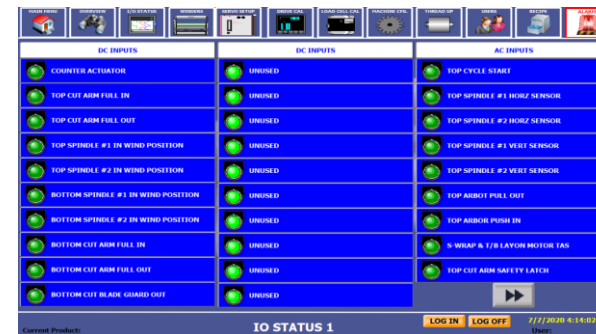 MAIN MENU
OVERVIEW
I/O STATUS
WINDERS
SERVO SETUP
DRIVE CAL
LOAD CELL CAL
MACHINE CFG
THREAD UP
USERS
RECIPE
ALARM
DC INPUTS
DC INPUTS
AC INPUTS
COUNTER ACTUATOR
UNUSED
TOP CYCLE START
TOP CUT ARM FULL IN
UNUSED
TOP SPINDLE #1 HORZ SENSOR
TOP CUT ARM FULL OUT
UNUSED
TOP SPINDLE #2 HORZ SENSOR
TOP SPINDLE #1 IN WIND POSITION
UNUSED
TOP SPINDLE #1 VERT SENSOR
TOP SPINDLE #2 IN WIND POSITION
UNUSED
TOP SPINDLE #2 VERT SENSOR
BOTTOM SPINDLE #1 IN WIND POSITION
UNUSED
TOP ARBOT PULL OUT
BOTTOM SPINDLE #2 IN WIND POSITION
UNUSED
TOP ARBOR PUSH IN
BOTTOM CUT ARM FULL IN
UNUSED
S-WRAP & T/B LAYON MOTOR TAS
BOTTOM CUT ARM FULL OUT
UNUSED
TOP CUT ARM SAFETY LATCH
BOTTOM CUT BLADE GUARD OUT
UNUSED
Current Product:
IO STATUS 1
LOG IN
LOG OFF
7/7/2020 4:14:02
User: